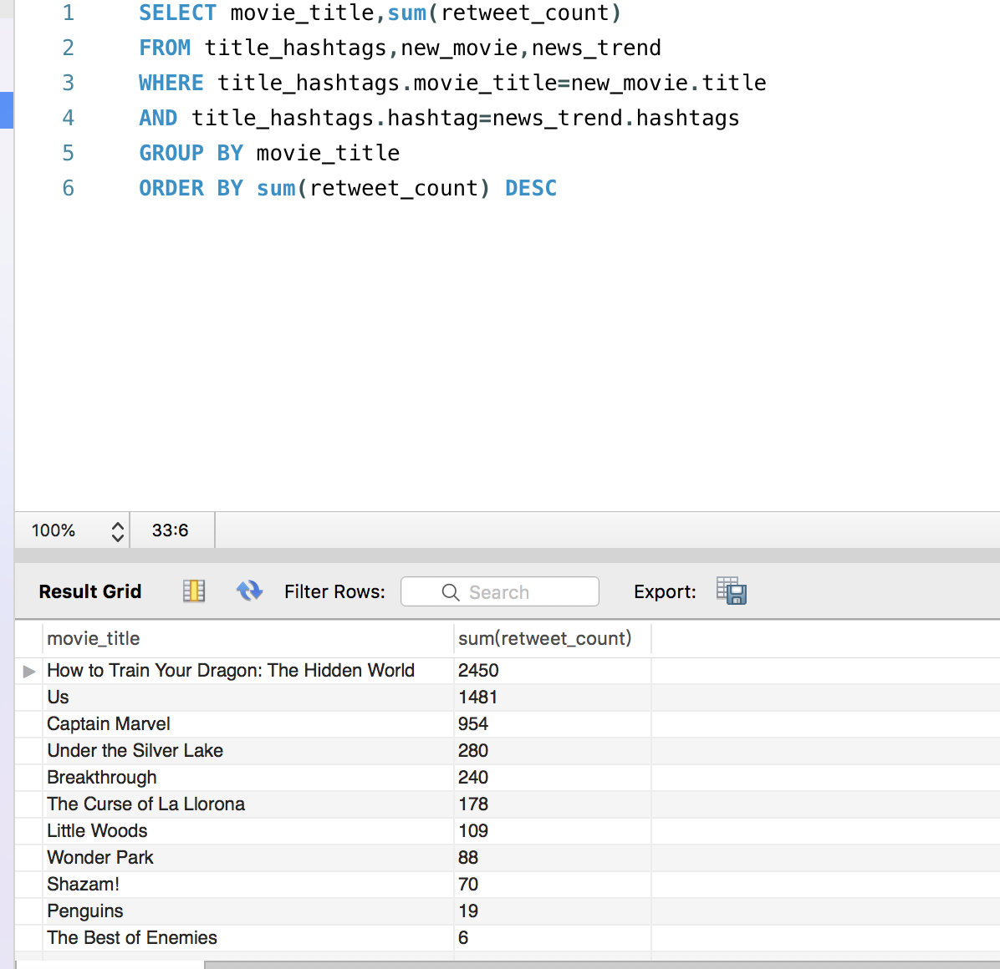 1 SELECT movie_title,sum(retweet_count)
2 FROM title_hashtags,new_movie,news_trend
3 WHERE title_hashtags.movie_title=new_movie.title
4 AND title_hashtags.hashtag=news_trend.hashtags
5 GROUP BY movie_title
6 ORDER BY sum(retweet_count) DESC
100% 33:6
Result Grid Filter Rows: Search Export:
movie_title sum(retweet_count)
How to Train Your Dragon: The Hidden World 2450
Us 1481
Captain Marvel 954
Under the Silver Lake 280
Breakthrough 240
The Curse of La Llorona 178
Little Woods 109
Wonder Park 88
Shazam! 70
Penguins 19
The Best of Enemies 6